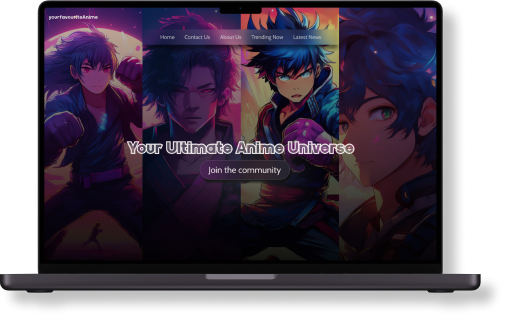 yourfavouriteAnime
Home Contact Us About Us Trending Now Latest News
Your Ultimate Anime Universe
Join the community